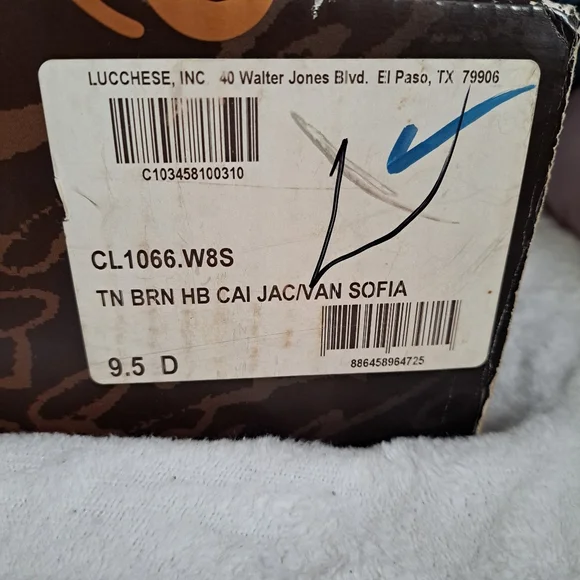 LUCCHESE, INC 40 Walter Jones Blvd. El Paso, TX 79906
C103458100310
CL1066.W8S
TN BRN HB CAI JAC/VAN SOFIA
886458964725
9.5 D